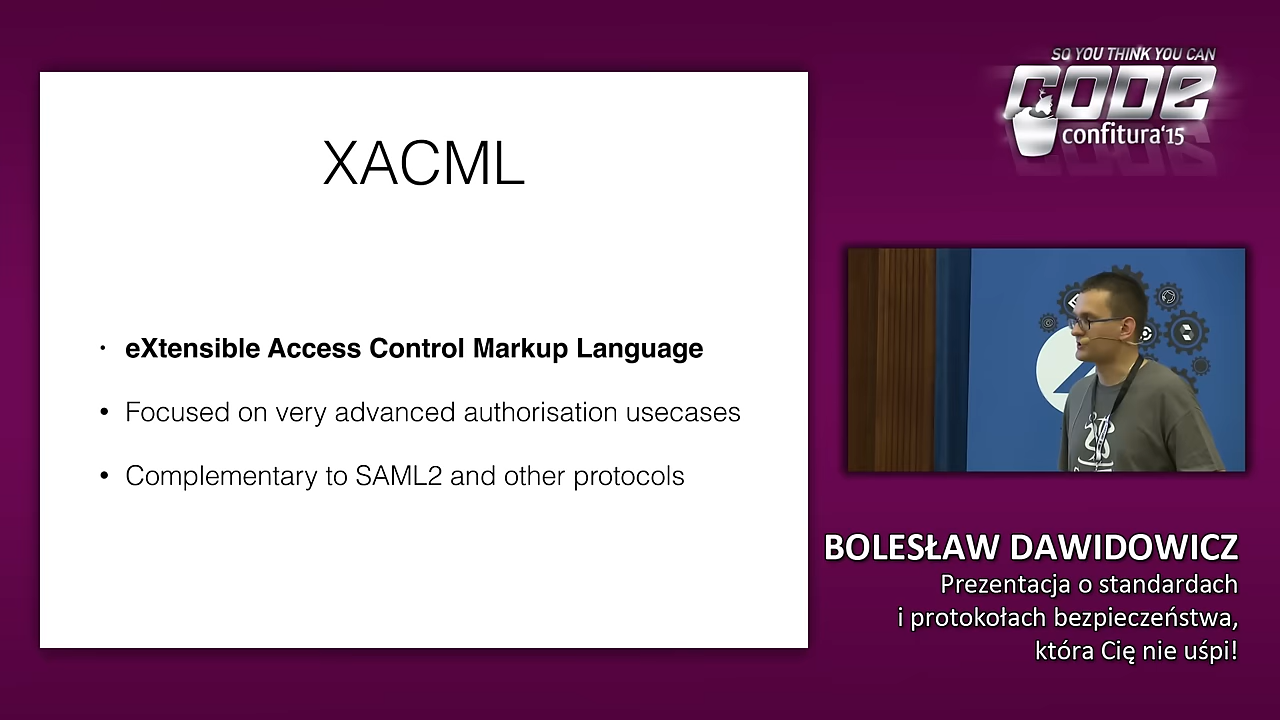 XACML
eXtensible Access Control Markup Language
Focused on very advanced authorisation usecases
Complementary to SAML2 and other protocols
SO YOU THINK YOU CAN
CODE
confitura'15
BOLESŁAW DAWIDOWICZ
Prezentacja o standardach
i protokołach bezpieczeństwa,
która Cię nie uśpi!